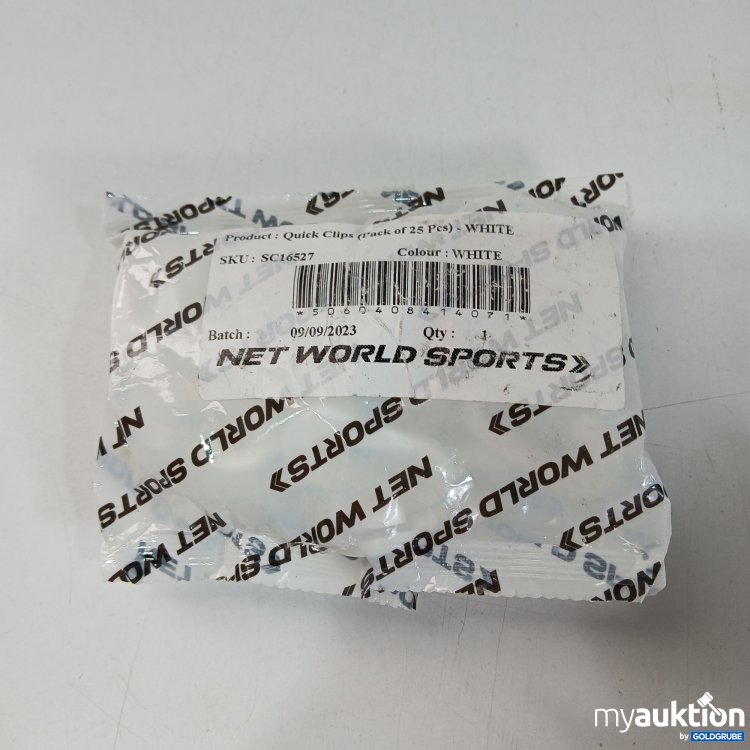 Product : Quick Clips (Pack of 25 Pcs) - WHITE
SKU : SC16527 Colour : WHITE
*5060408414071*
Batch : 09/09/2023 Qty : 1
NET WORLD SPORTS
NET WORLD SPORTS
NET WORLD SPORTS
NET WORLD SPORTS
myauktion
by GOLDGRUBE